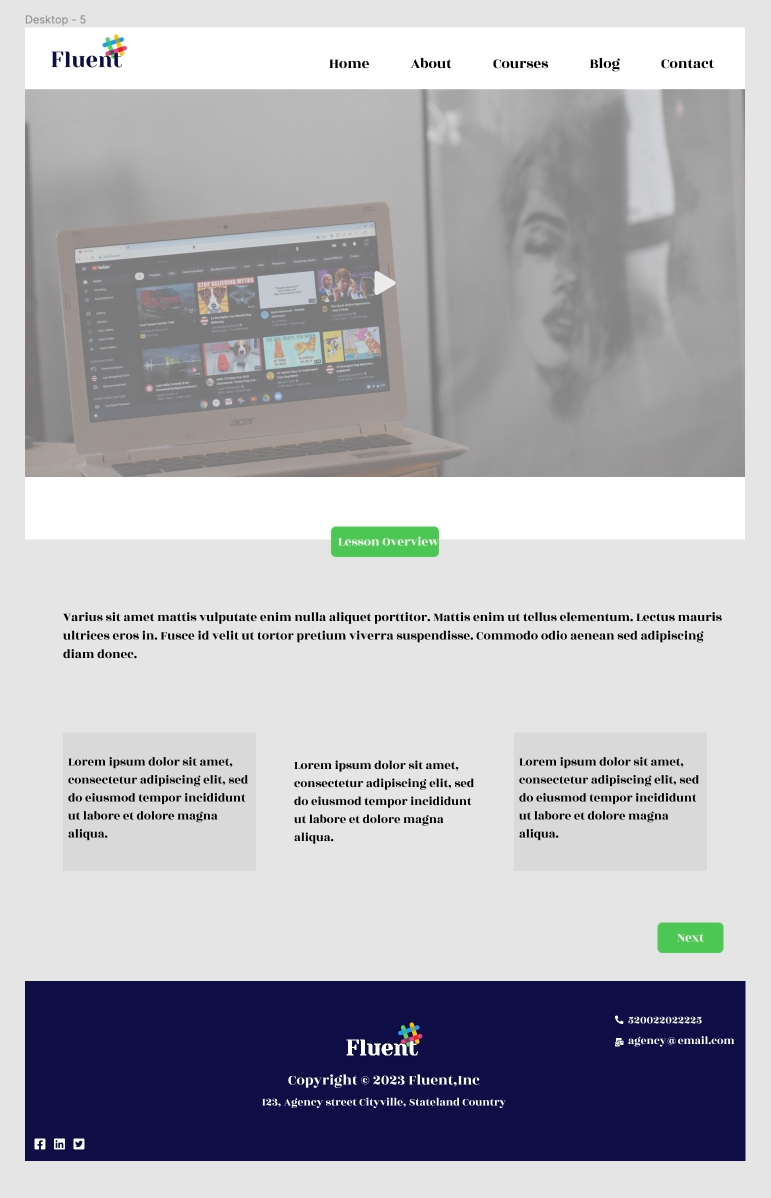 Desktop - 5
Fluent
Home About Courses Blog Contact
YouTube
STOP BELIEVING MYTHS
acer
Lesson Overview
Varius sit amet mattis vulputate enim nulla aliquet porttitor. Mattis enim ut tellus elementum. Lectus mauris
ultrices eros in. Fusce id velit ut tortor pretium viverra suspendisse. Commodo odio aenean sed adipiscing
diam donec.
Lorem ipsum dolor sit amet,
consectetur adipiscing elit, sed
do eiusmod tempor incididunt
ut labore et dolore magna
aliqua.
Lorem ipsum dolor sit amet,
consectetur adipiscing elit, sed
do eiusmod tempor incididunt
ut labore et dolore magna
aliqua.
Lorem ipsum dolor sit amet,
consectetur adipiscing elit, sed
do eiusmod tempor incididunt
ut labore et dolore magna
aliqua.
Next
520022022225
agency@email.com
Fluent
Copyright © 2023 Fluent,Inc
123, Agency street Cityville, Stateland Country